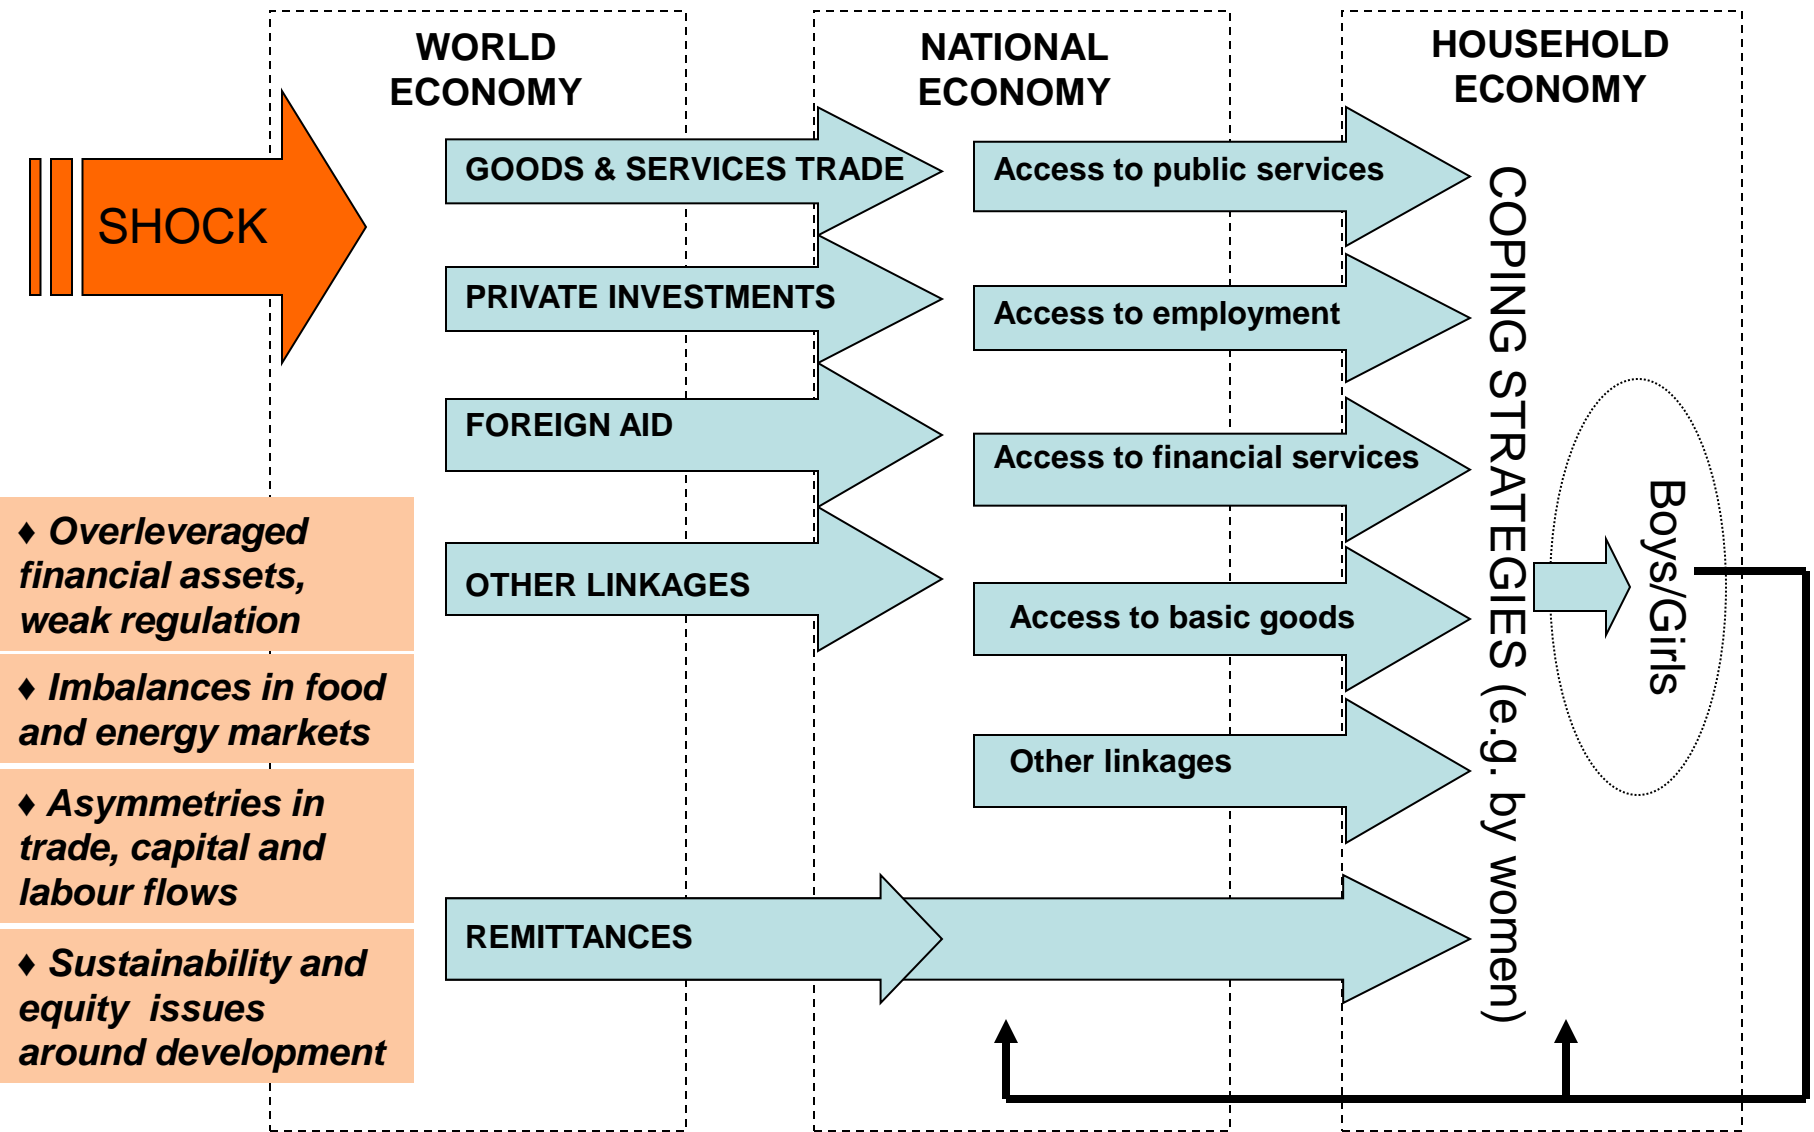 WORLD
ECONOMY
NATIONAL
ECONOMY
HOUSEHOLD
ECONOMY
SHOCK
GOODS & SERVICES TRADE
PRIVATE INVESTMENTS
FOREIGN AID
OTHER LINKAGES
REMITTANCES
Access to public services
Access to employment
Access to financial services
Access to basic goods
Other linkages
COPING STRATEGIES (e.g. by women)
Boys/Girls
♦ Overleveraged
financial assets,
weak regulation
♦ Imbalances in food
and energy markets
♦ Asymmetries in
trade, capital and
labour flows
♦ Sustainability and
equity  issues
around development